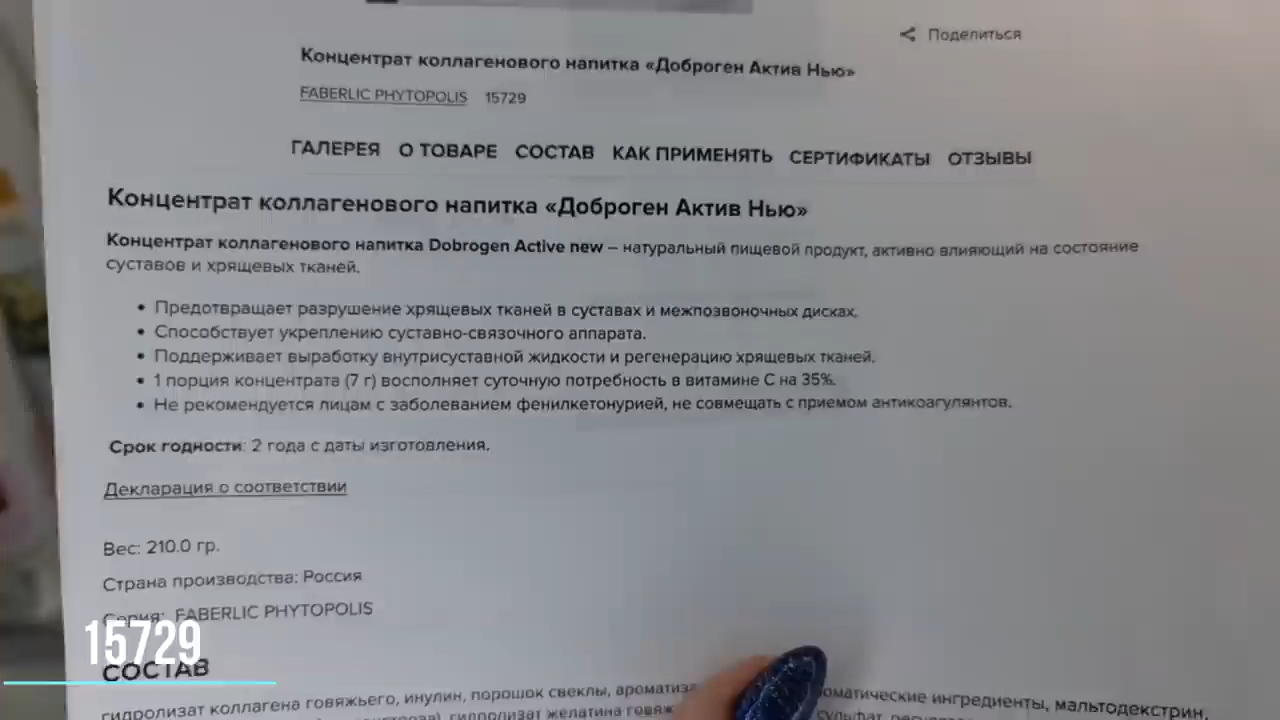 Поделиться
Концентрат коллагенового напитка «Доброген Актив Нью»
FABERLIC PHYTOPOLIS 15729
ГАЛЕРЕЯ О ТОВАРЕ СОСТАВ КАК ПРИМЕНЯТЬ СЕРТИФИКАТЫ ОТЗЫВЫ
Концентрат коллагенового напитка «Доброген Актив Нью»
Концентрат коллагенового напитка Dobrogen Active new – натуральный пищевой продукт, активно влияющий на состояние
суставов и хрящевых тканей.
• Предотвращает разрушение хрящевых тканей в суставах и межпозвоночных дисках.
• Способствует укреплению суставно-связочного аппарата.
• Поддерживает выработку внутрисуставной жидкости и регенерацию хрящевых тканей.
• 1 порция концентрата (7 г) восполняет суточную потребность в витамине С на 35%.
• Не рекомендуется лицам с заболеванием фенилкетонурией, не совмещать с приемом антикоагулянтов.
Срок годности: 2 года с даты изготовления.
Декларация о соответствии
Вес: 210.0 гр.
Страна производства: Россия
Серия: FABERLIC PHYTOPOLIS
15729
СОСТАВ
гидролизат коллагена говяжьего, инулин, порошок свеклы, ингредиенты, мальтодекстрин,
гидролизат желатина